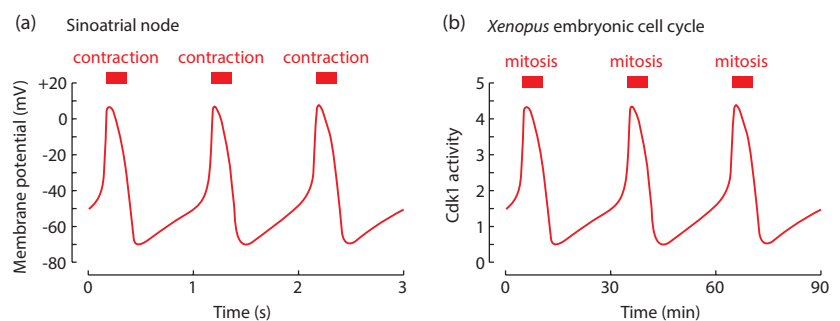 (a) Sinoatrial node
contraction contraction contraction
+20
0
-20
-40
-60
-80
Membrane potential (mV)
0 1 2 3
Time (s)
(b) Xenopus embryonic cell cycle
mitosis mitosis mitosis
5
4
3
2
1
0
Cdk1 activity
0 30 60 90
Time (min)